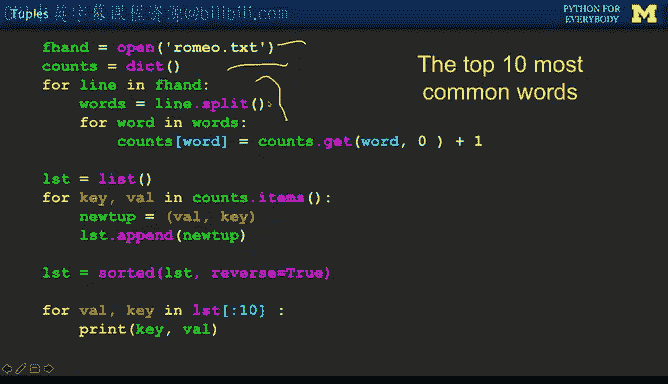 Tuples
PYTHON FOR
EVERYBODY
M
fhand = open('romeo.txt')
counts = dict()
for line in fhand:
    words = line.split()
    for word in words:
        counts[word] = counts.get(word, 0 ) + 1
The top 10 most
common words
lst = list()
for key, val in counts.items():
    newtup = (val, key)
    lst.append(newtup)
lst = sorted(lst, reverse=True)
for val, key in lst[:10] :
    print(key, val)